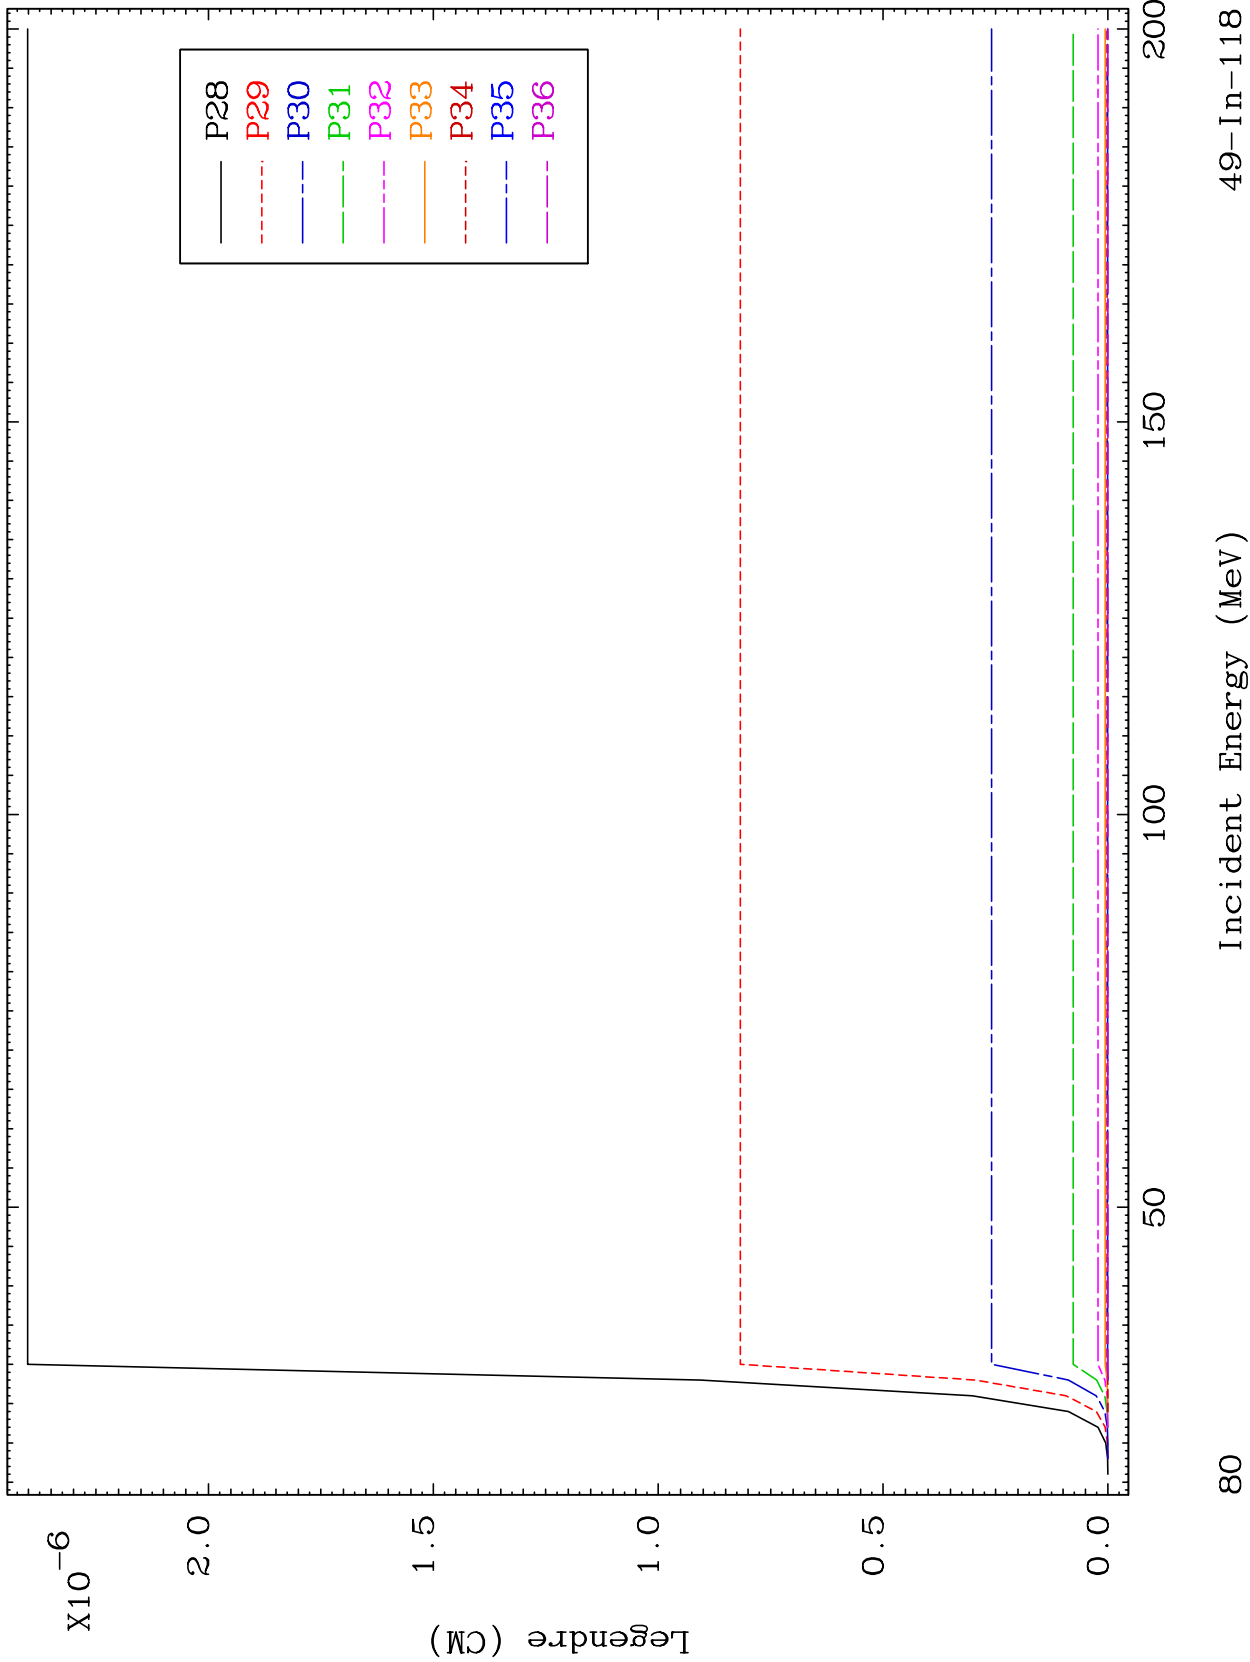 X10-6
2.0
1.5
1.0
0.5
0.0
Legendre (CM)
P28
P29
P30
P31
P32
P33
P34
P35
P36
50
100
150
200
80
Incident Energy (MeV)
49-In-118